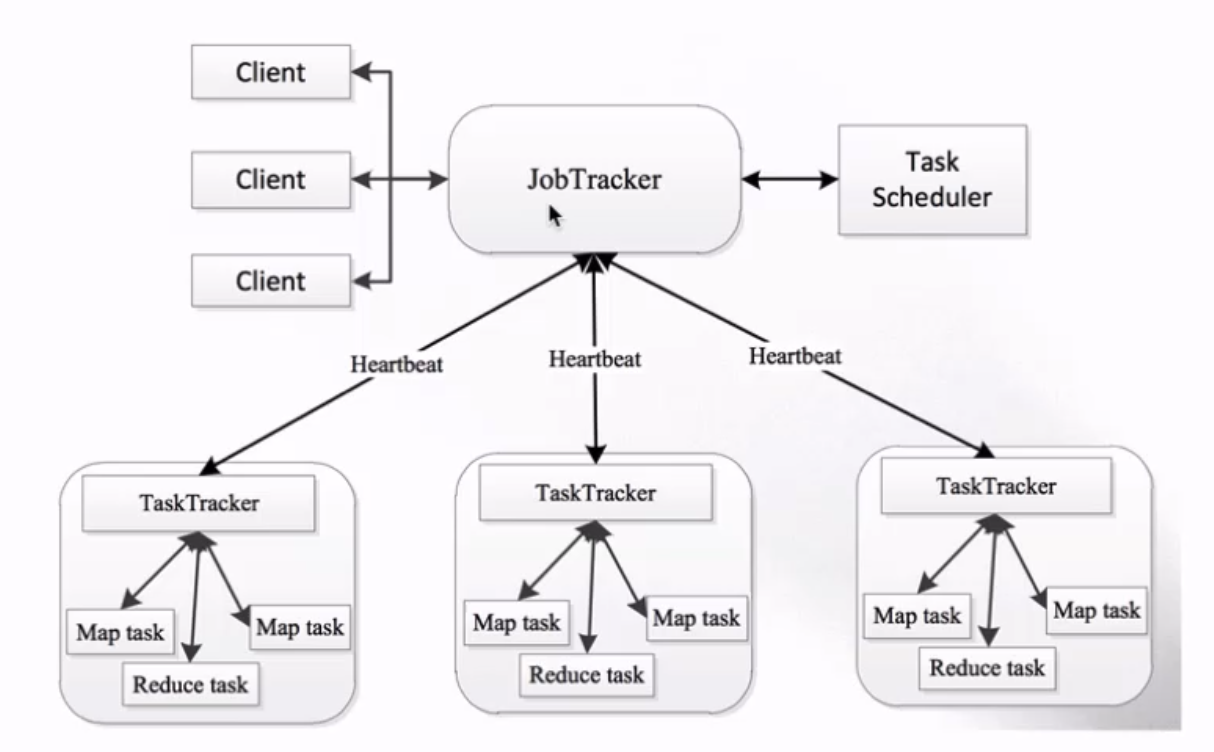 Client
Client
Client
JobTracker
Task
Scheduler
Heartbeat
Heartbeat
Heartbeat
TaskTracker
Map task
Map task
Reduce task
TaskTracker
Map task
Map task
Reduce task
TaskTracker
Map task
Map task
Reduce task